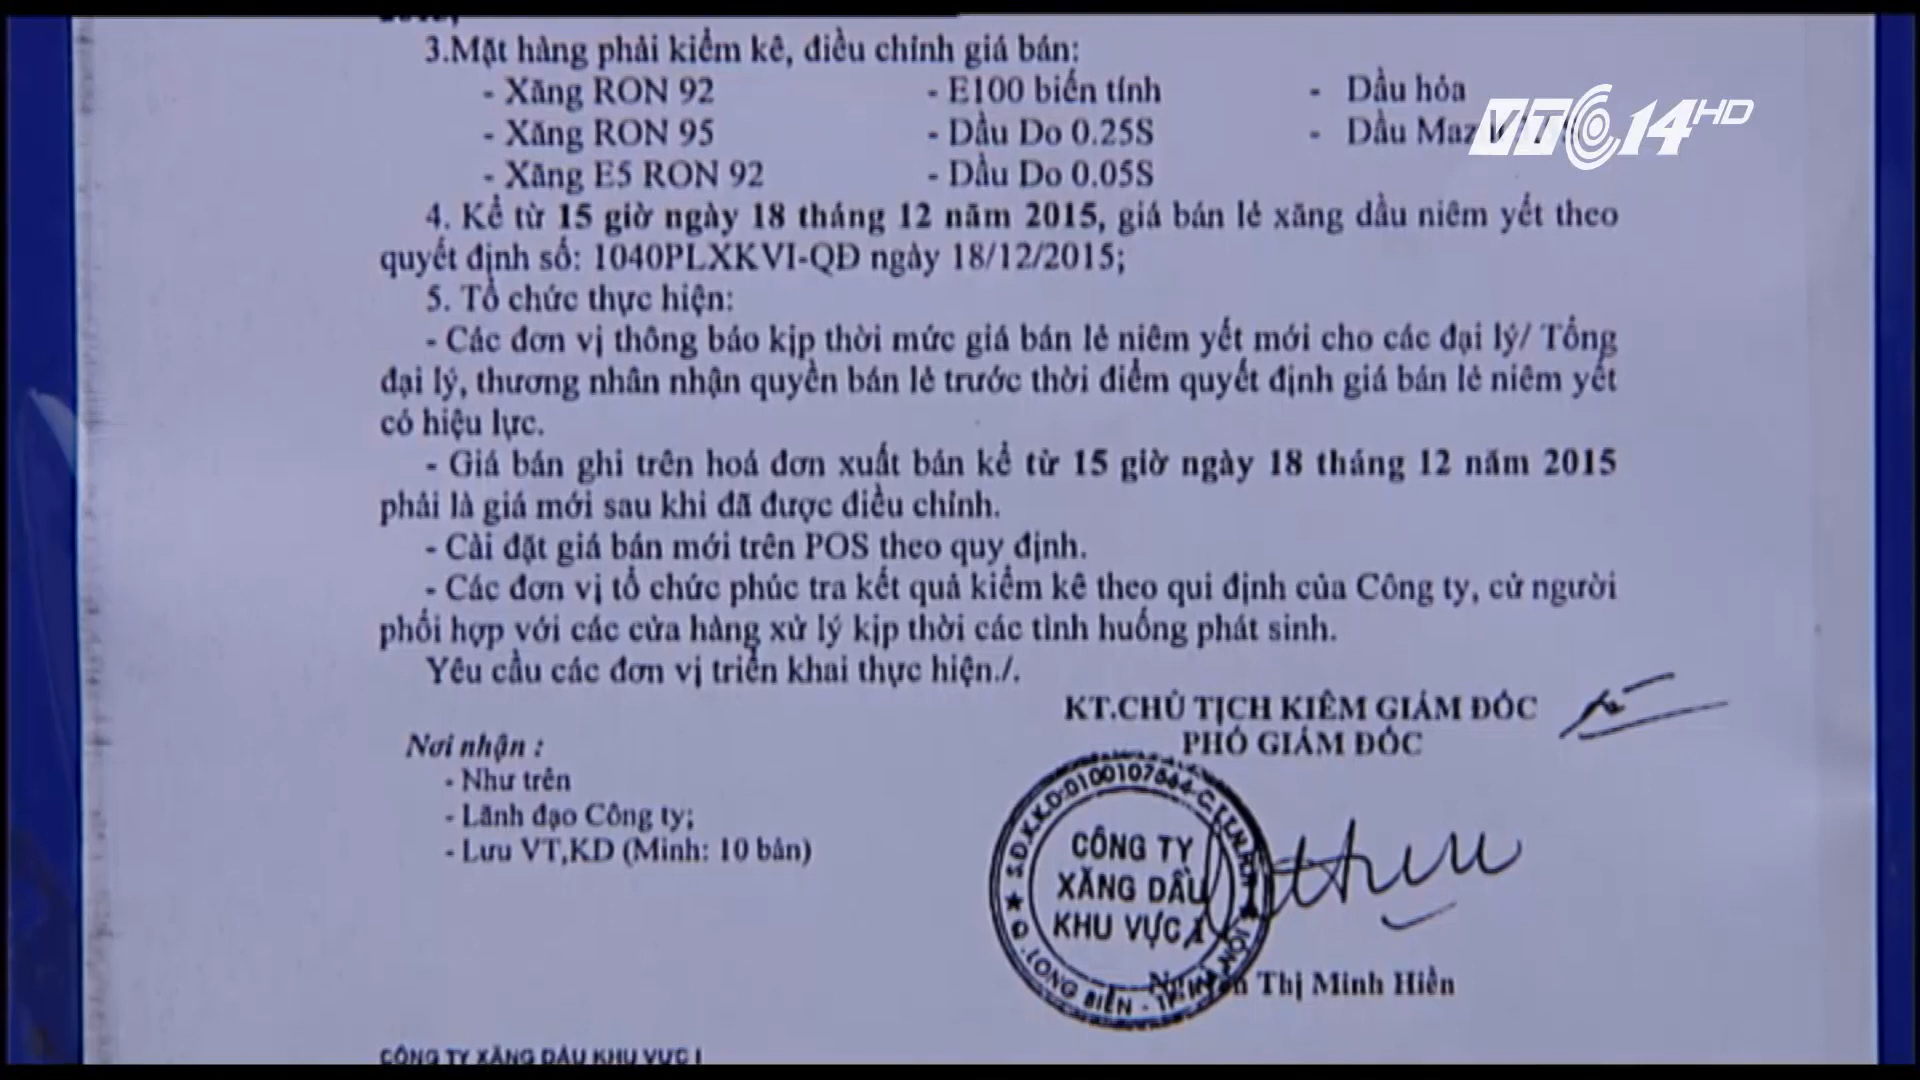 3.Mặt hàng phải kiểm kê, điều chỉnh giá bán:
- Xăng RON 92 - E100 biến tính - Dầu hỏa
- Xăng RON 95 - Dầu Do 0.25S - Dầu
- Xăng E5 RON 92 - Dầu Do 0.05S
VTC14HD
4. Kể từ 15 giờ ngày 18 tháng 12 năm 2015, giá bán lẻ xăng dầu niêm yết theo
quyết định số: 1040PLXKVI-QĐ ngày 18/12/2015;
5. Tổ chức thực hiện:
- Các đơn vị thông báo kịp thời mức giá bán lẻ niêm yết mới cho các đại lý/ Tổng
đại lý, thương nhân nhận quyền bán lẻ trước thời điểm quyết định giá bán lẻ niêm yết
có hiệu lực.
- Giá bán ghi trên hoá đơn xuất bán kể từ 15 giờ ngày 18 tháng 12 năm 2015
phải là giá mới sau khi đã được điều chỉnh.
- Cài đặt giá bán mới trên POS theo quy định.
- Các đơn vị tổ chức phúc tra kết quả kiểm kê theo qui định của Công ty, cử người
phối hợp với các cửa hàng xử lý kịp thời các tình huống phát sinh.
Yêu cầu các đơn vị triển khai thực hiện./.
KT.CHỦ TỊCH KIÊM GIÁM ĐỐC
PHÓ GIÁM ĐỐC
Nơi nhận :
- Như trên
- Lãnh đạo Công ty;
- Lưu VT,KD (Minh: 10 bản)
CÔNG TY
XĂNG DẦU
KHU VỰC I
Q. LONG BIÊN -
Thị Minh Hiền
CÔNG TY XĂNG DẦU KHU VỰC I